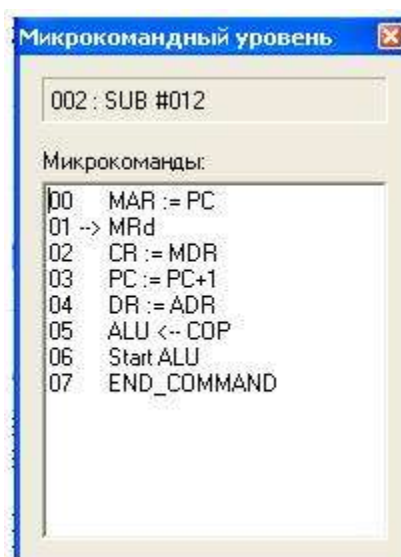 Микрокомандный уровень
002 : SUB #012
Микрокоманды:
00 MAR := PC
01 --> MRd
02 CR := MDR
03 PC := PC+1
04 DR := ADR
05 ALU <-- COP
06 Start ALU
07 END_COMMAND